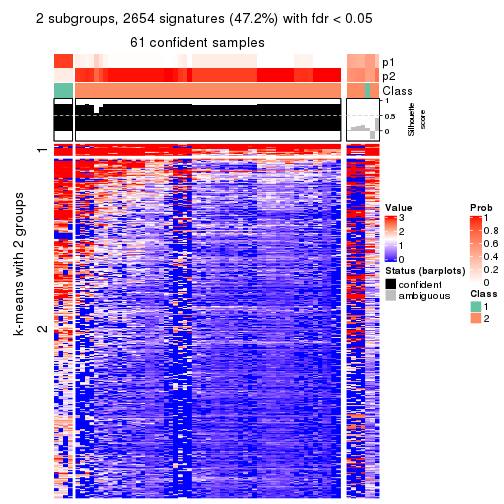 2 subgroups, 2654 signatures (47.2%) with fdr < 0.05
61 confident samples
p1
p2
Class
1
0.5
0
Silhouette
score
1
2
k-means with 2 groups
Value
3
2
1
0
Status (barplots)
confident
ambiguous
Prob
1
0.8
0.6
0.4
0.2
0
Class
1
2